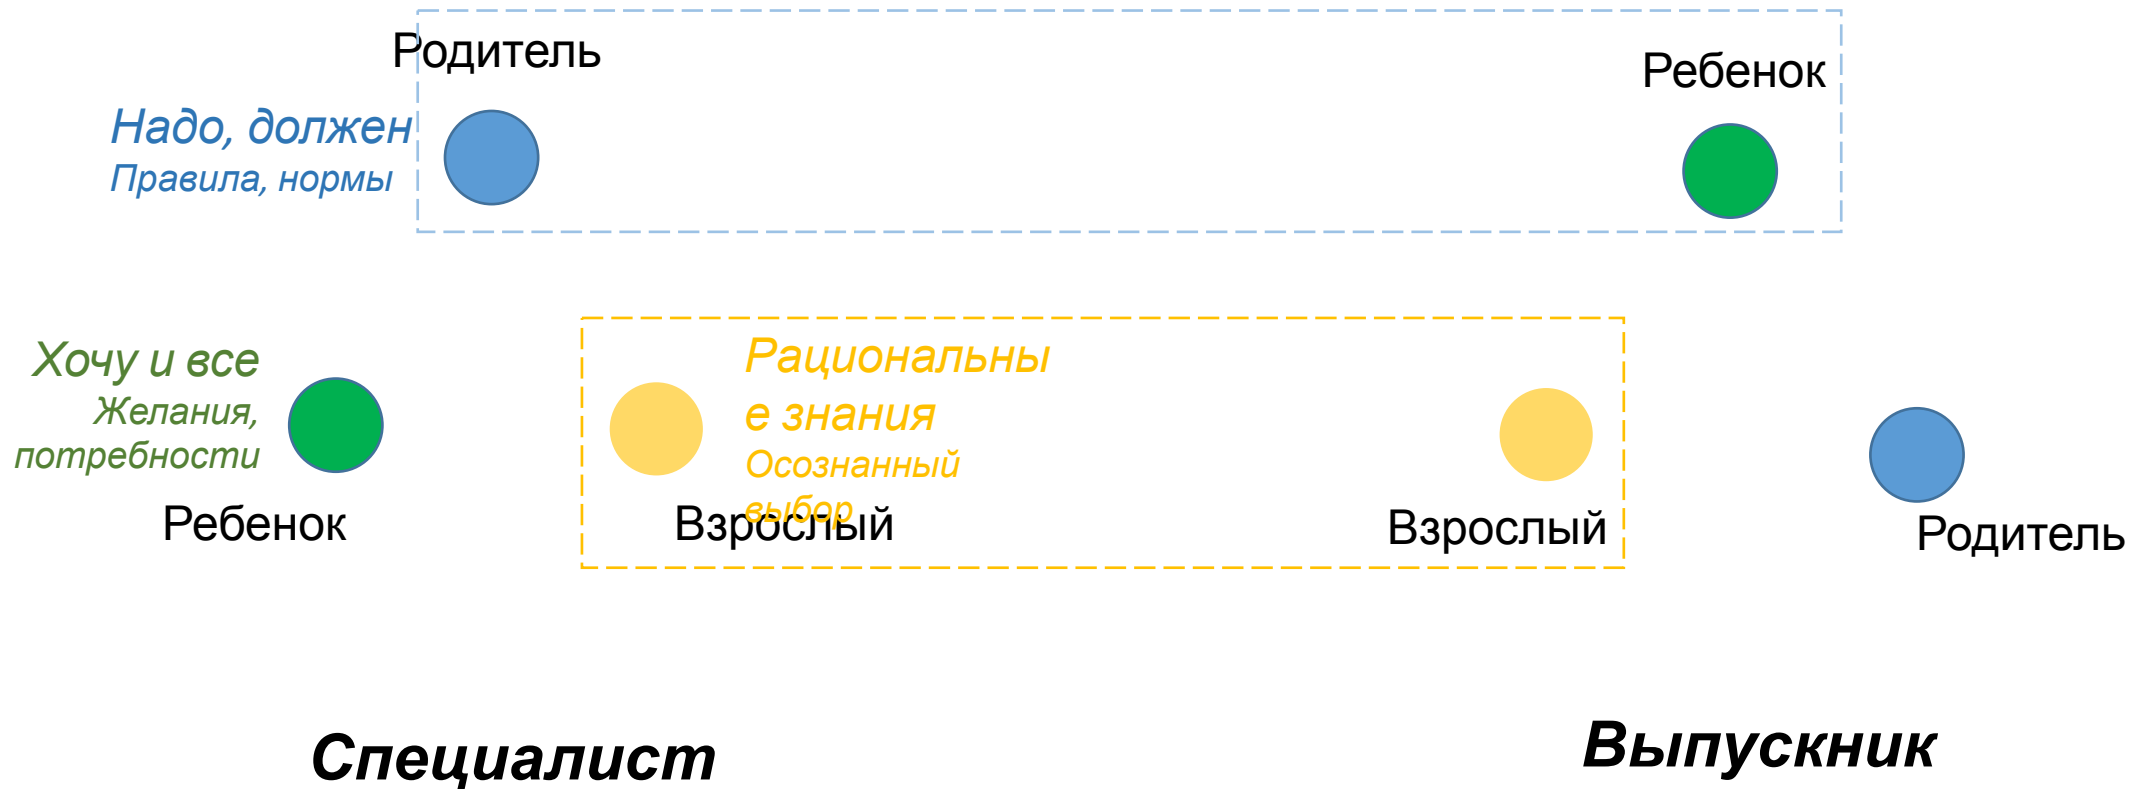 Родитель
Ребенок
Надо, должен
Правила, нормы
Хочу и все
Желания,
потребности
Ребенок
Рациональны
е знания
Осознанный
выбор
Взрослый
Взрослый
Родитель
Специалист
Выпускник